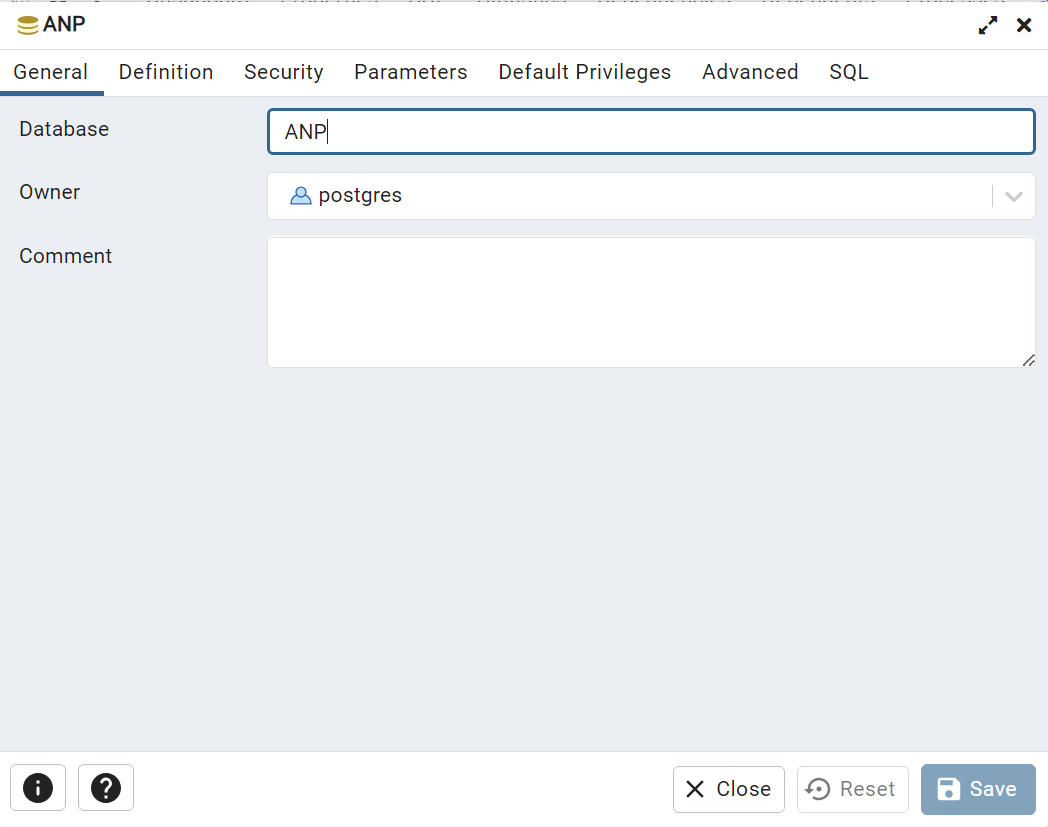 ANP
General Definition Security Parameters Default Privileges Advanced SQL
Database ANP
Owner postgres
Comment
Close Reset Save